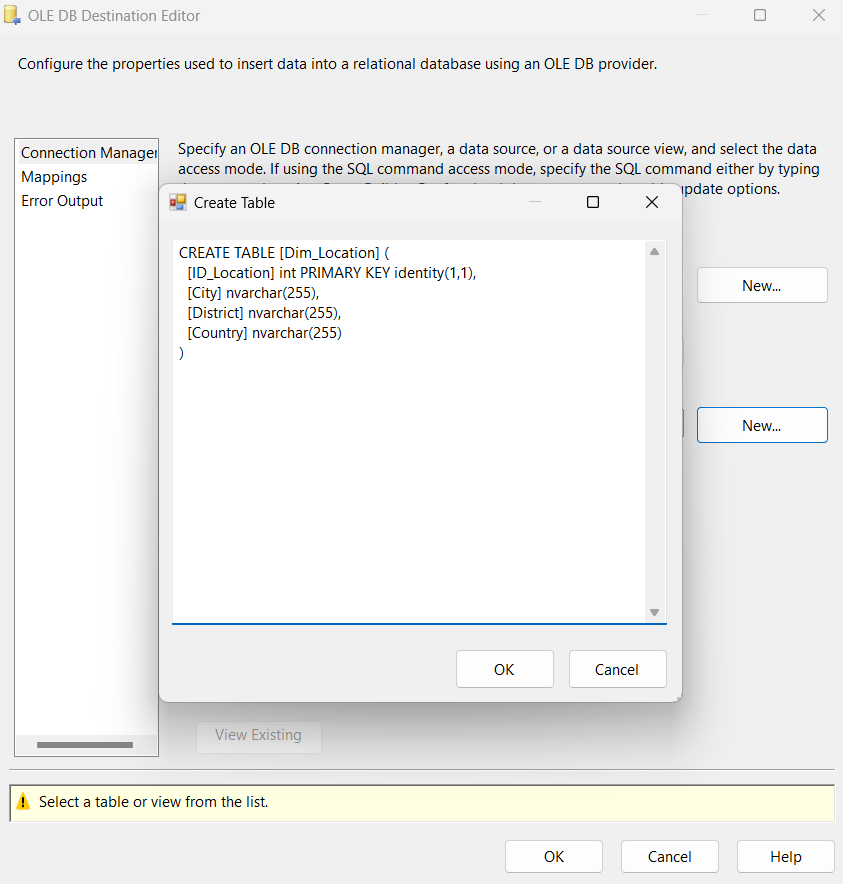 OLE DB Destination Editor
Configure the properties used to insert data into a relational database using an OLE DB provider.
Connection Manager
Mappings
Error Output
Specify an OLE DB connection manager, a data source, or a data source view, and select the data
access mode. If using the SQL command access mode, specify the SQL command either by typing
update options.
New...
New...
Create Table
CREATE TABLE [Dim_Location] (
[ID_Location] int PRIMARY KEY identity(1,1),
[City] nvarchar(255),
[District] nvarchar(255),
[Country] nvarchar(255)
)
OK
Cancel
View Existing
Select a table or view from the list.
OK
Cancel
Help